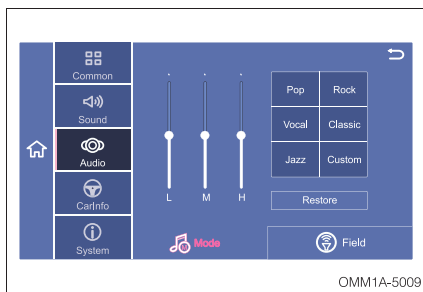 Common
Sound
Audio
CarInfo
System
L M H
Pop Rock
Vocal Classic
Jazz Custom
Restore
Mode
Field
OMM1A-5009